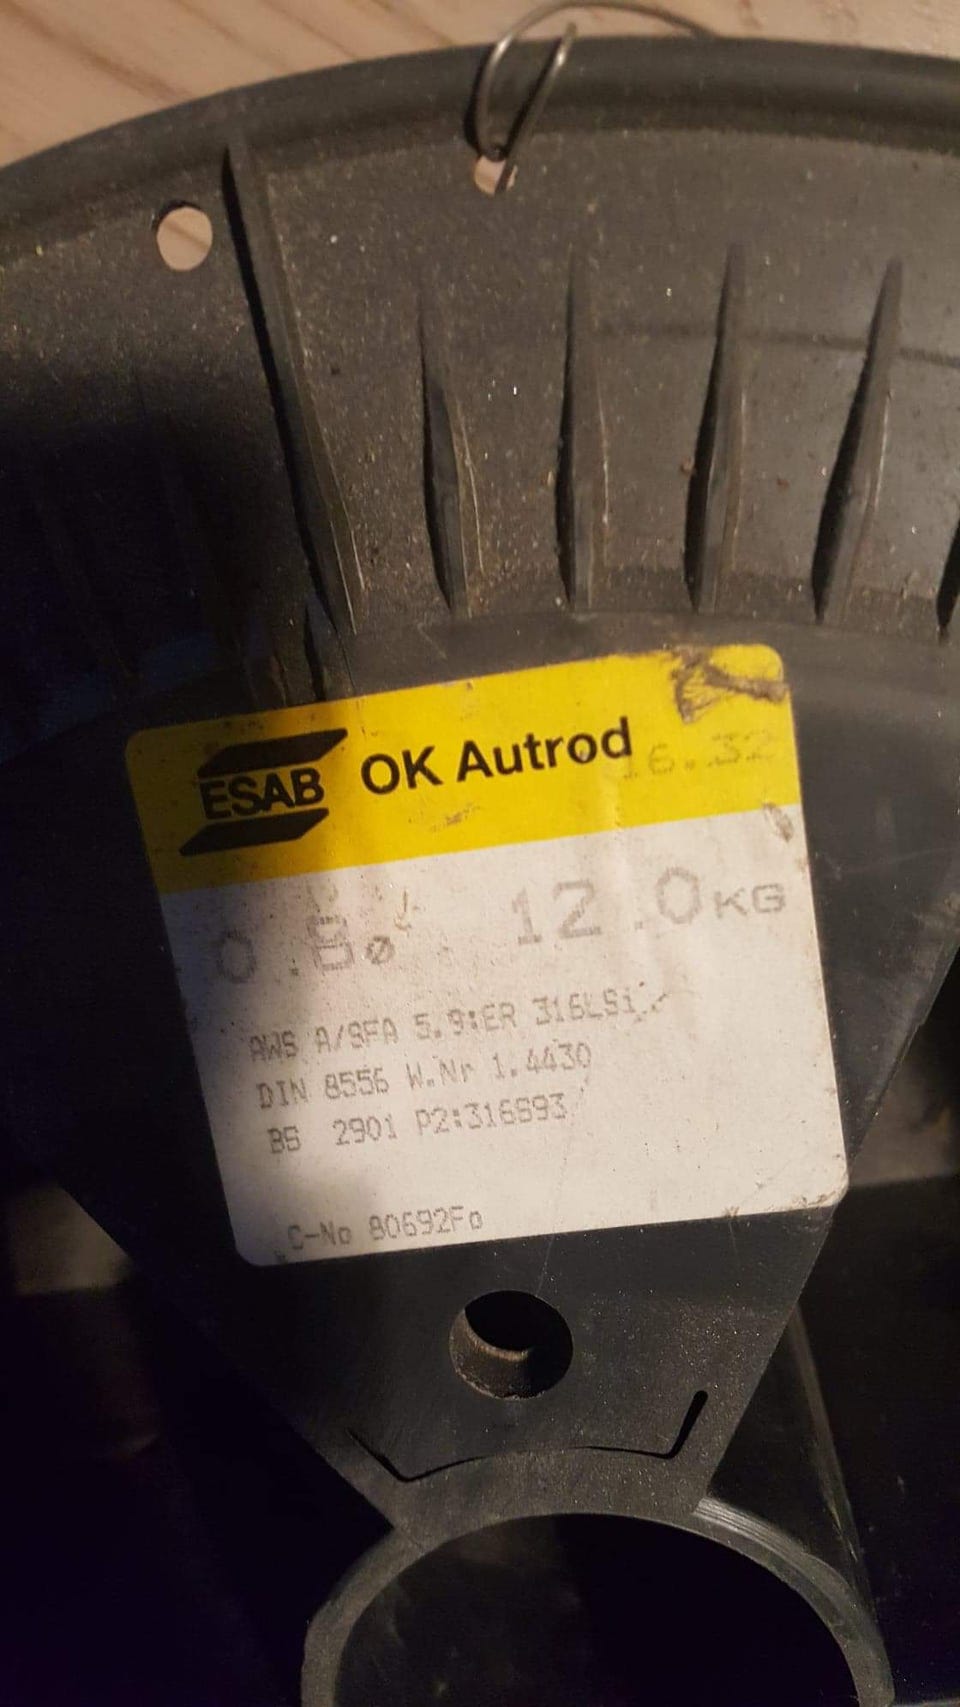 ESAB OK Autrod 16.32
0.8ø 12.0KG
AWS A/SFA 5.9:ER 316LSi
DIN 8556 W.Nr 1.4430
BS 2901 P2:316S93
C-No 80692Fo